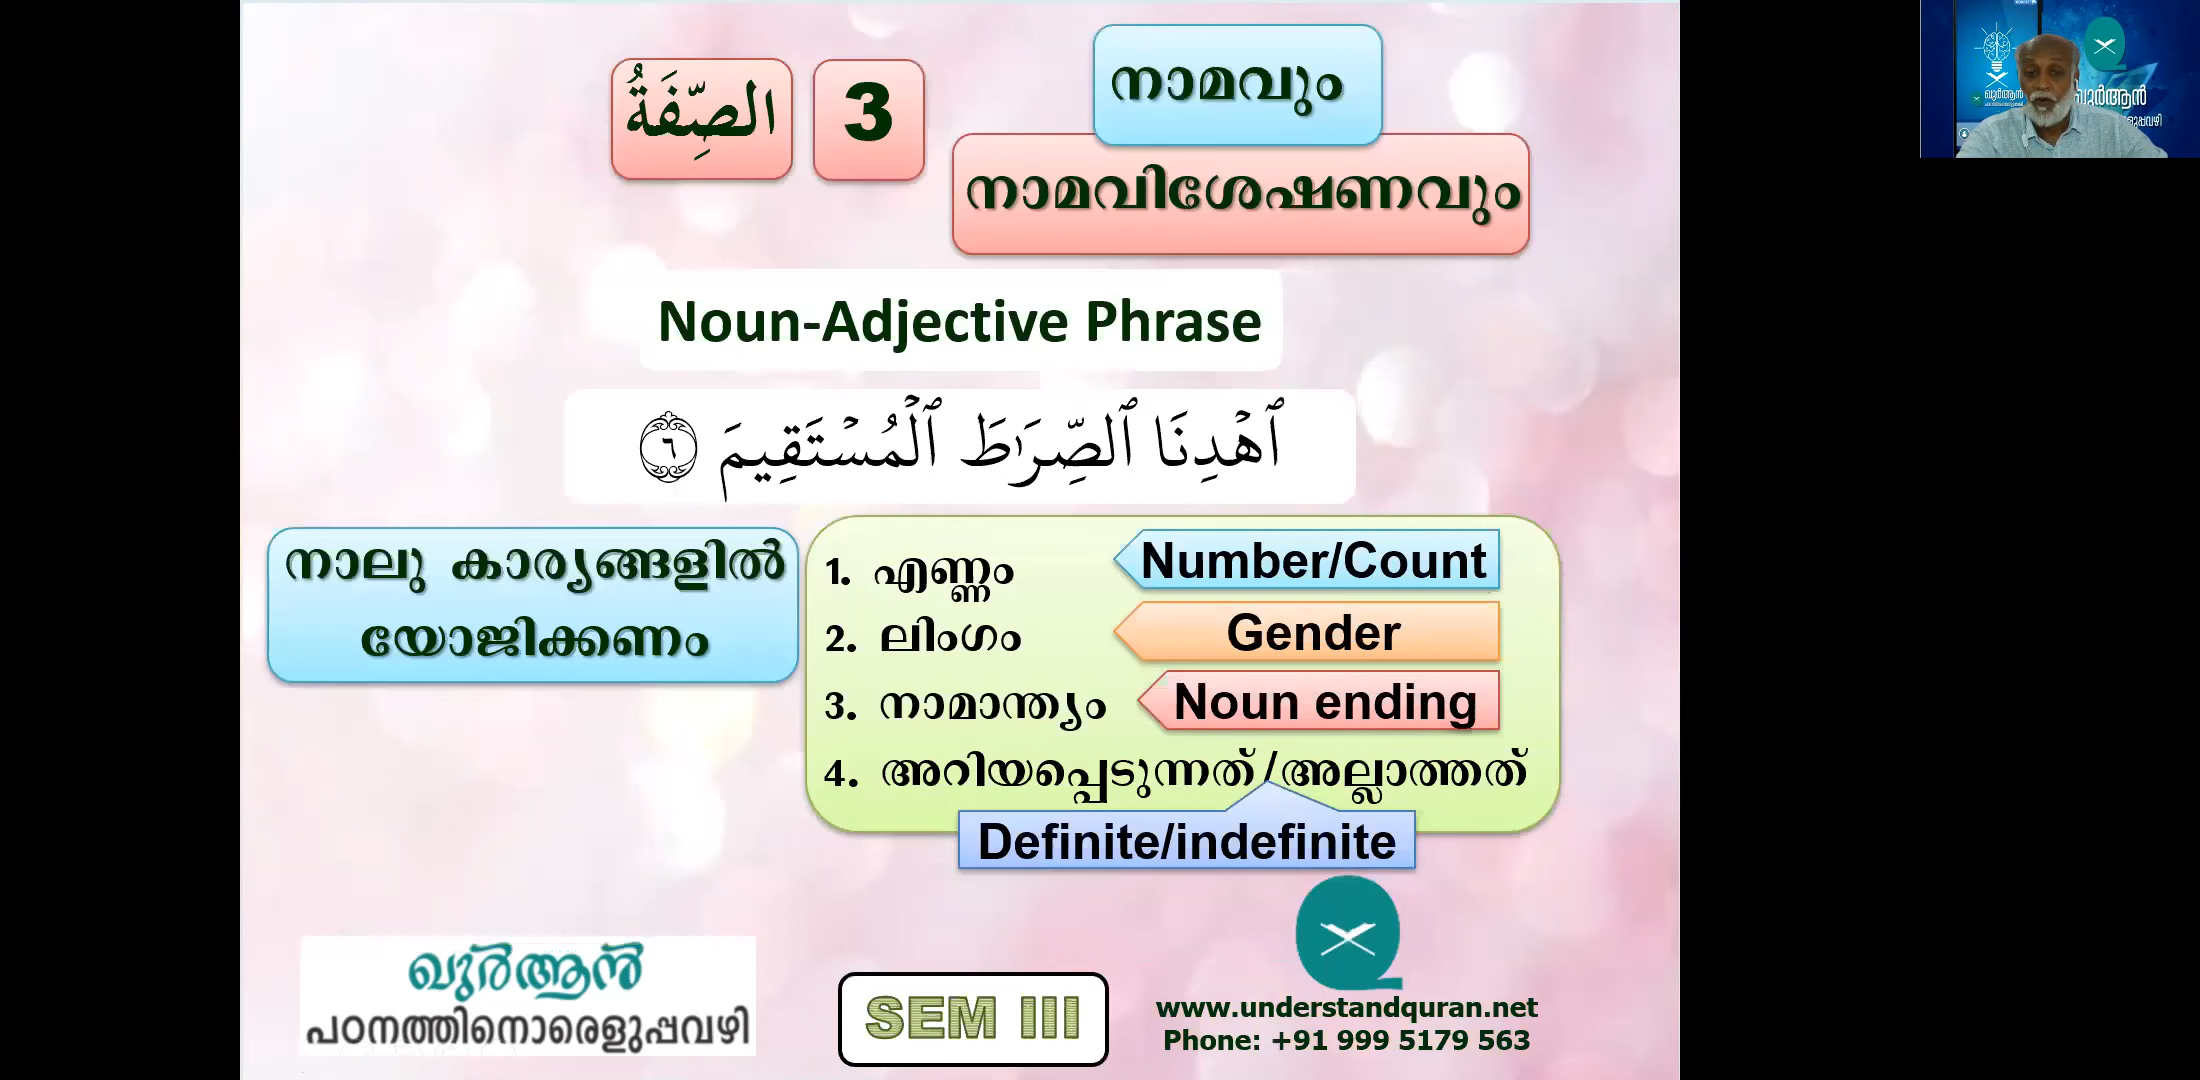 الصِّفَةُ
3
നാമവും
നാമവിശേഷണവും
Noun-Adjective Phrase
ٱهۡدِنَا ٱلصِّرَٰطَ ٱلۡمُسۡتَقِيمَ ٦
നാലു കാര്യങ്ങളിൽ
യോജിക്കണം
1. എണ്ണം
Number/Count
2. ലിംഗം
Gender
3. നാമാന്ത്യം
Noun ending
4. അറിയപ്പെടുന്നത്/അല്ലാത്തത്
Definite/indefinite
ഖുർആൻ
പഠനത്തിനൊരെളുപ്പവഴി
SEM III
www.understandquran.net
Phone: +91 999 5179 563
ഖുർആൻ